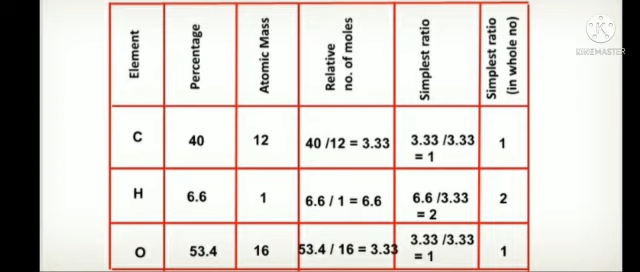 Element
Percentage
Atomic Mass
Relative
no. of moles
Simplest ratio
Simplest ratio
(in whole no)
C
40
12
40 /12 = 3.33
3.33 /3.33
= 1
1
H
6.6
1
6.6 / 1 = 6.6
6.6 /3.33
= 2
2
O
53.4
16
53.4 / 16 = 3.33
3.33 /3.33
= 1
1
KINEMASTER